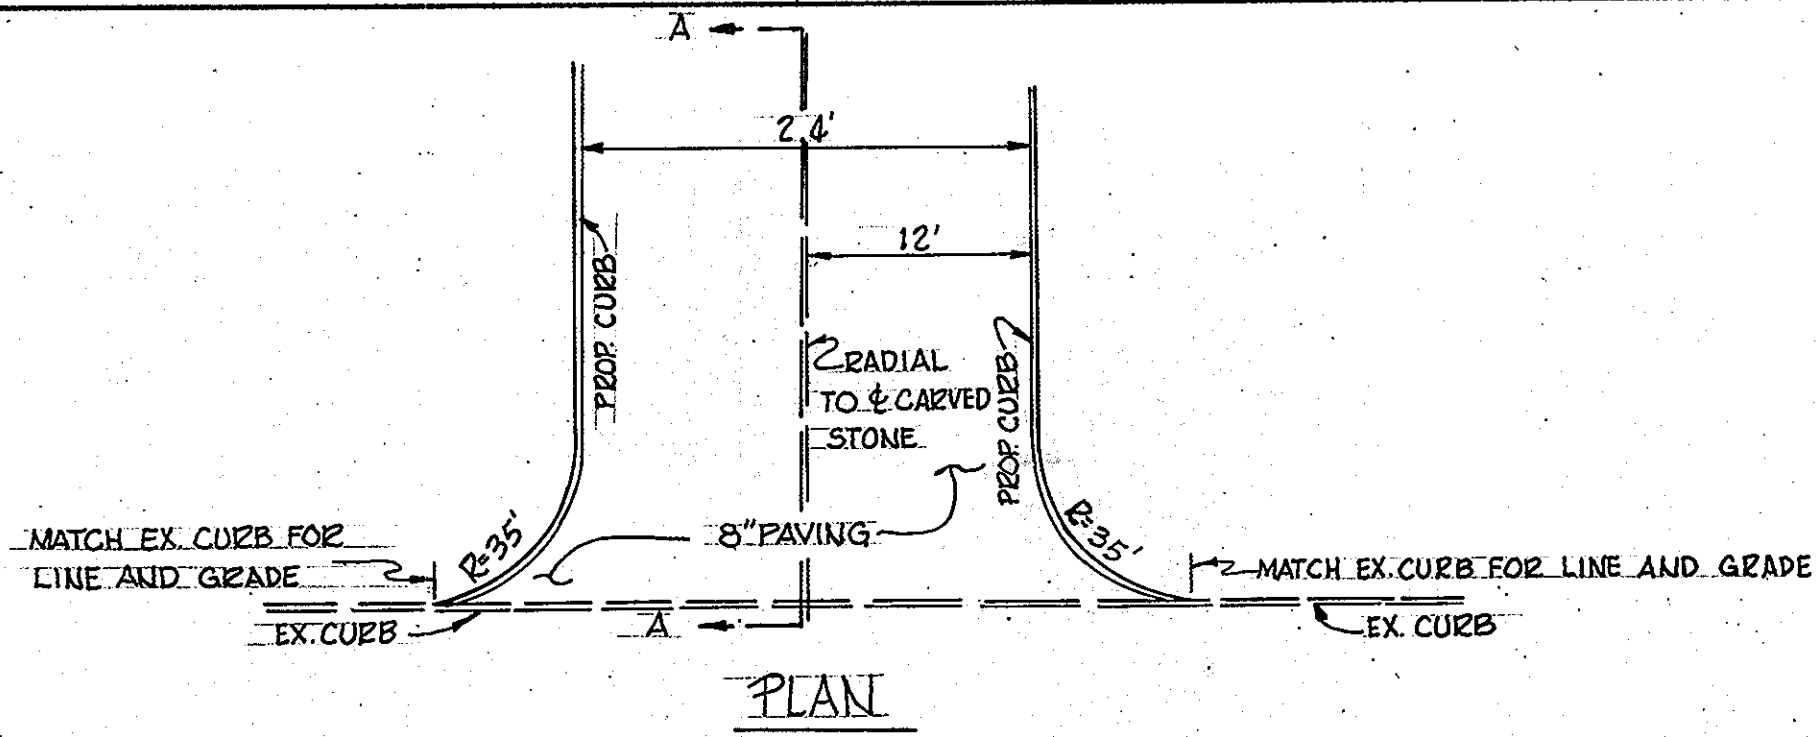 A
24'
12'
PROP. CURB
PROP. CURB
RADIAL
TO ℄ CARVED
STONE
MATCH EX. CURB FOR
LINE AND GRADE
R=35'
8" PAVING
R=35'
MATCH EX. CURB FOR LINE AND GRADE
EX. CURB
A
EX. CURB
PLAN